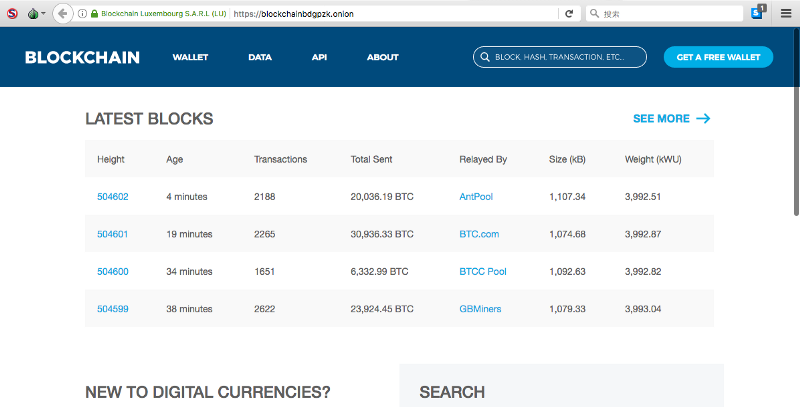 Blockchain Luxembourg S.A.R.L (LU) https://blockchainbdgpzk.onion 搜索 1
BLOCKCHAIN WALLET DATA API ABOUT BLOCK, HASH, TRANSACTION, ETC... GET A FREE WALLET
LATEST BLOCKS SEE MORE →
Height Age Transactions Total Sent Relayed By Size (kB) Weight (kWU)
504602 4 minutes 2188 20,036.19 BTC AntPool 1,107.34 3,992.51
504601 19 minutes 2265 30,936.33 BTC BTC.com 1,074.68 3,992.87
504600 34 minutes 1651 6,332.99 BTC BTCC Pool 1,092.63 3,992.82
504599 38 minutes 2622 23,924.45 BTC GBMiners 1,079.33 3,993.04
NEW TO DIGITAL CURRENCIES? SEARCH